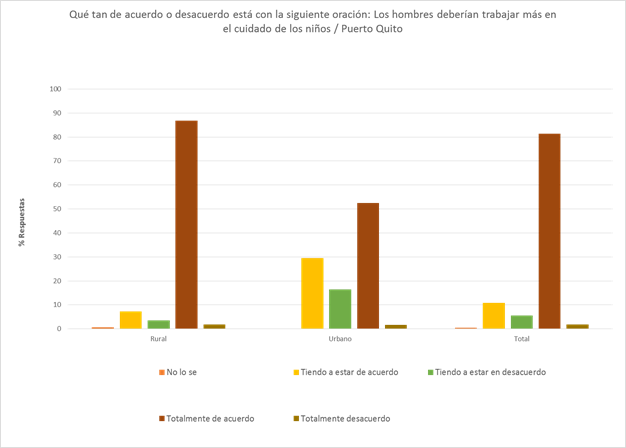 Qué tan de acuerdo o desacuerdo está con la siguiente oración: Los hombres deberían trabajar más en
el cuidado de los niños / Puerto Quito
100
90
80
70
60
50
40
30
20
10
0
% Respuestas
Rural
Urbano
Total
No lo se
Tiendo a estar de acuerdo
Tiendo a estar en desacuerdo
Totalmente de acuerdo
Totalmente desacuerdo